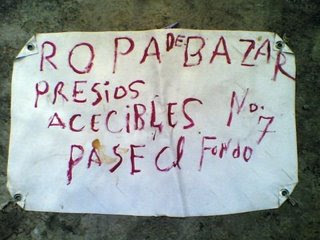 ROPA DE BAZAR
PRESIOS
ACECIBLES No. 7
PASE Al FONDO